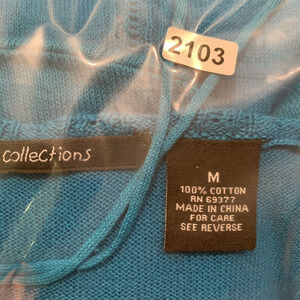 2103
collections
M
100% COTTON
RN 69377
MADE IN CHINA
FOR CARE
SEE REVERSE